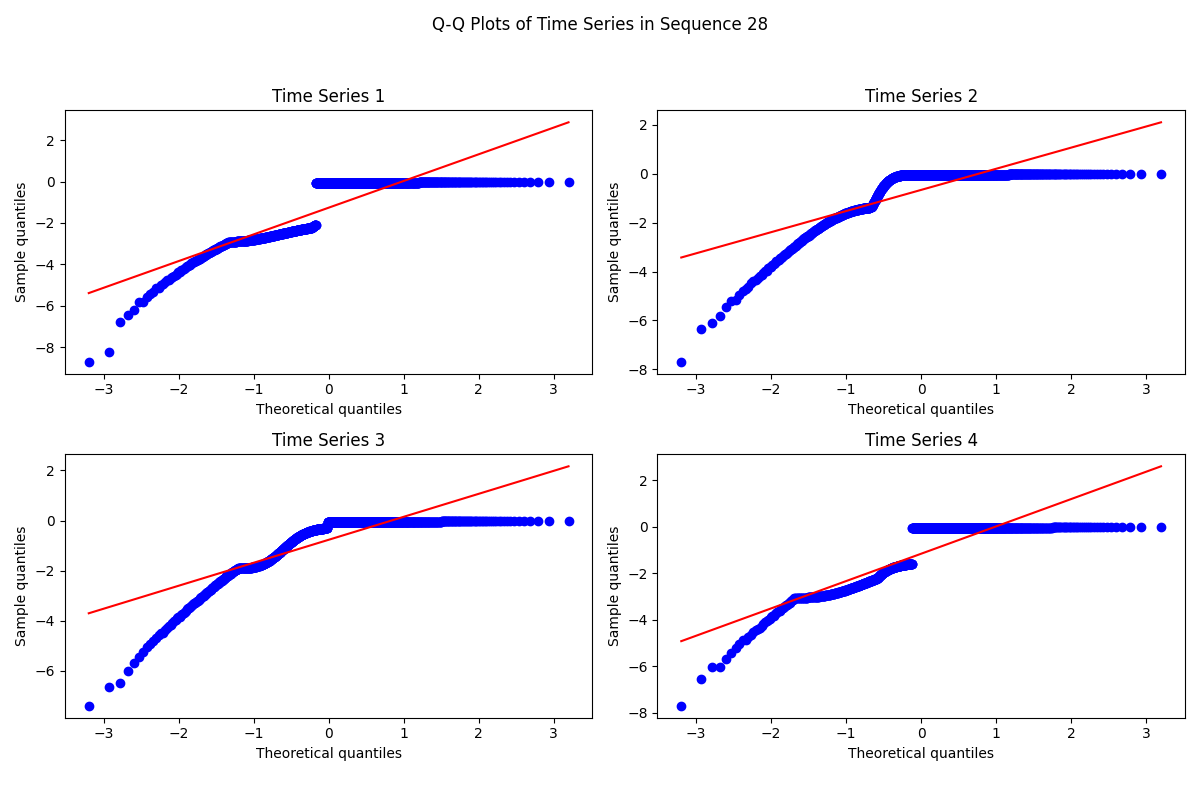 Q-Q Plots of Time Series in Sequence 28
Time Series 1
Sample quantiles
2
0
−2
−4
−6
−8
−3 −2 −1 0 1 2 3
Theoretical quantiles
Time Series 2
Sample quantiles
2
0
−2
−4
−6
−8
−3 −2 −1 0 1 2 3
Theoretical quantiles
Time Series 3
Sample quantiles
2
0
−2
−4
−6
−3 −2 −1 0 1 2 3
Theoretical quantiles
Time Series 4
Sample quantiles
2
0
−2
−4
−6
−8
−3 −2 −1 0 1 2 3
Theoretical quantiles